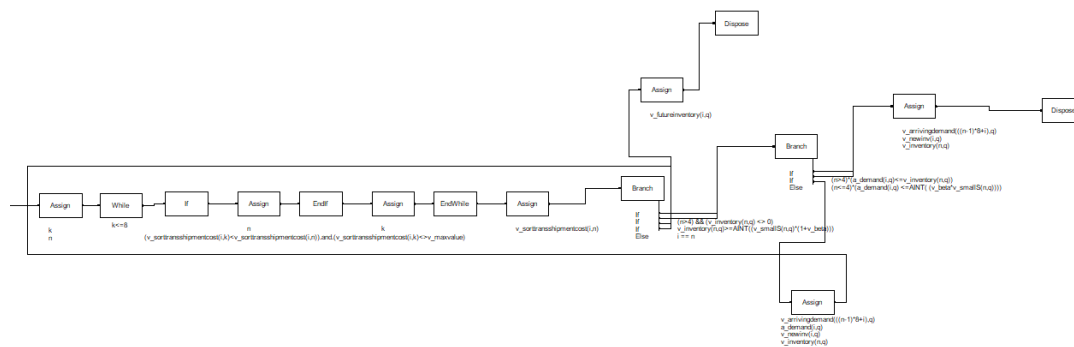 Dispose
Assign
v_futureinventory(i,q)
Assign
v_arrivingdemand(((n-1)*8+i),q)
v_newinv(i,q)
v_inventory(n,q)
Dispose
Branch
If
If
Else
(n>4)*(a_demand(i,q)<=v_inventory(n,q))
(n<=4)*(a_demand(i,q) <=AINT( (v_beta*v_smallS(n,q))))
Assign
k
n
While
k<=8
If
(v_sorttransshipmentcost(i,k)<v_sorttransshipmentcost(i,n)).and.(v_sorttransshipmentcost(i,k)<>v_maxvalue)
Assign
n
EndIf
Assign
k
EndWhile
Assign
v_sorttransshipmentcost(i,n)
Branch
If
If
If
Else
(n>4) && (v_inventory(n,q) <> 0)
v_inventory(n,q)>=AINT((v_smallS(n,q)*(1+v_beta)))
i == n
Assign
v_arrivingdemand(((n-1)*8+i),q)
a_demand(i,q)
v_newinv(i,q)
v_inventory(n,q)